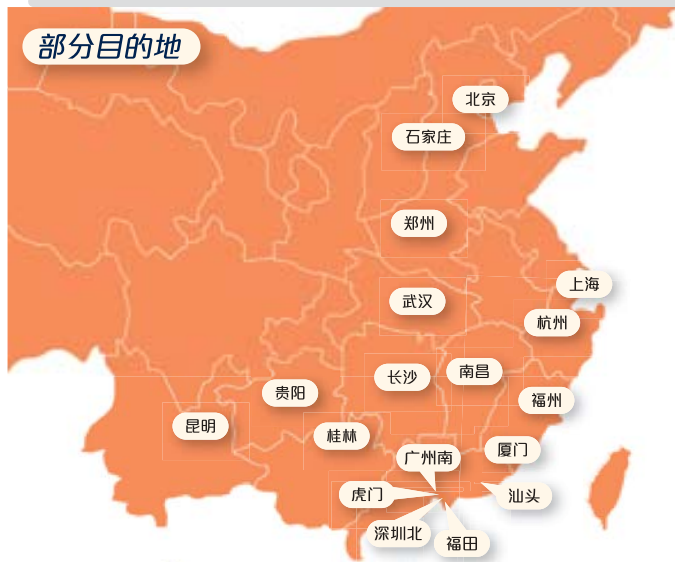 部分目的地
北京
石家庄
郑州
上海
武汉
杭州
长沙
南昌
贵阳
福州
昆明
桂林
厦门
广州南
虎门
汕头
深圳北
福田